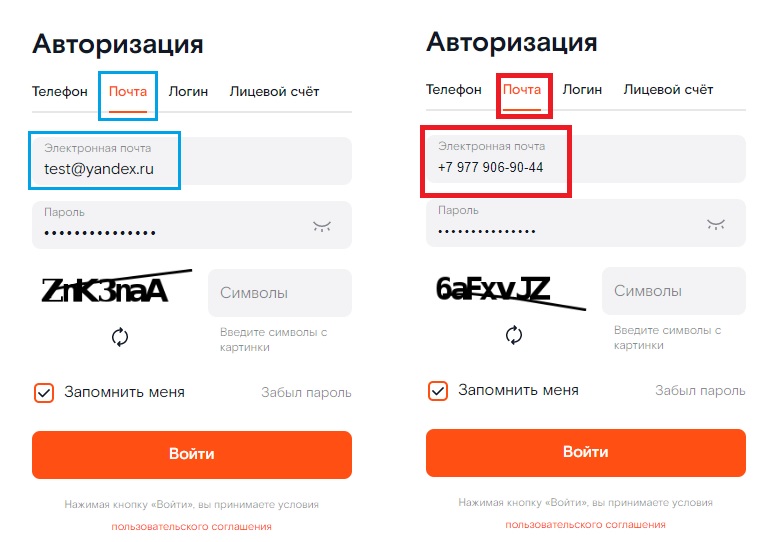 Авторизация
Телефон Почта Логин Лицевой счёт
Электронная почта
test@yandex.ru
Пароль
ZnK3naA
Символы
Введите символы с
картинки
Запомнить меня Забыл пароль
Войти
Нажимая кнопку «Войти», вы принимаете условия
пользовательского соглашения
Авторизация
Телефон Почта Логин Лицевой счёт
Электронная почта
+7 977 906-90-44
Пароль
6aFxvJZ
Символы
Введите символы с
картинки
Запомнить меня Забыл пароль
Войти
Нажимая кнопку «Войти», вы принимаете условия
пользовательского соглашения